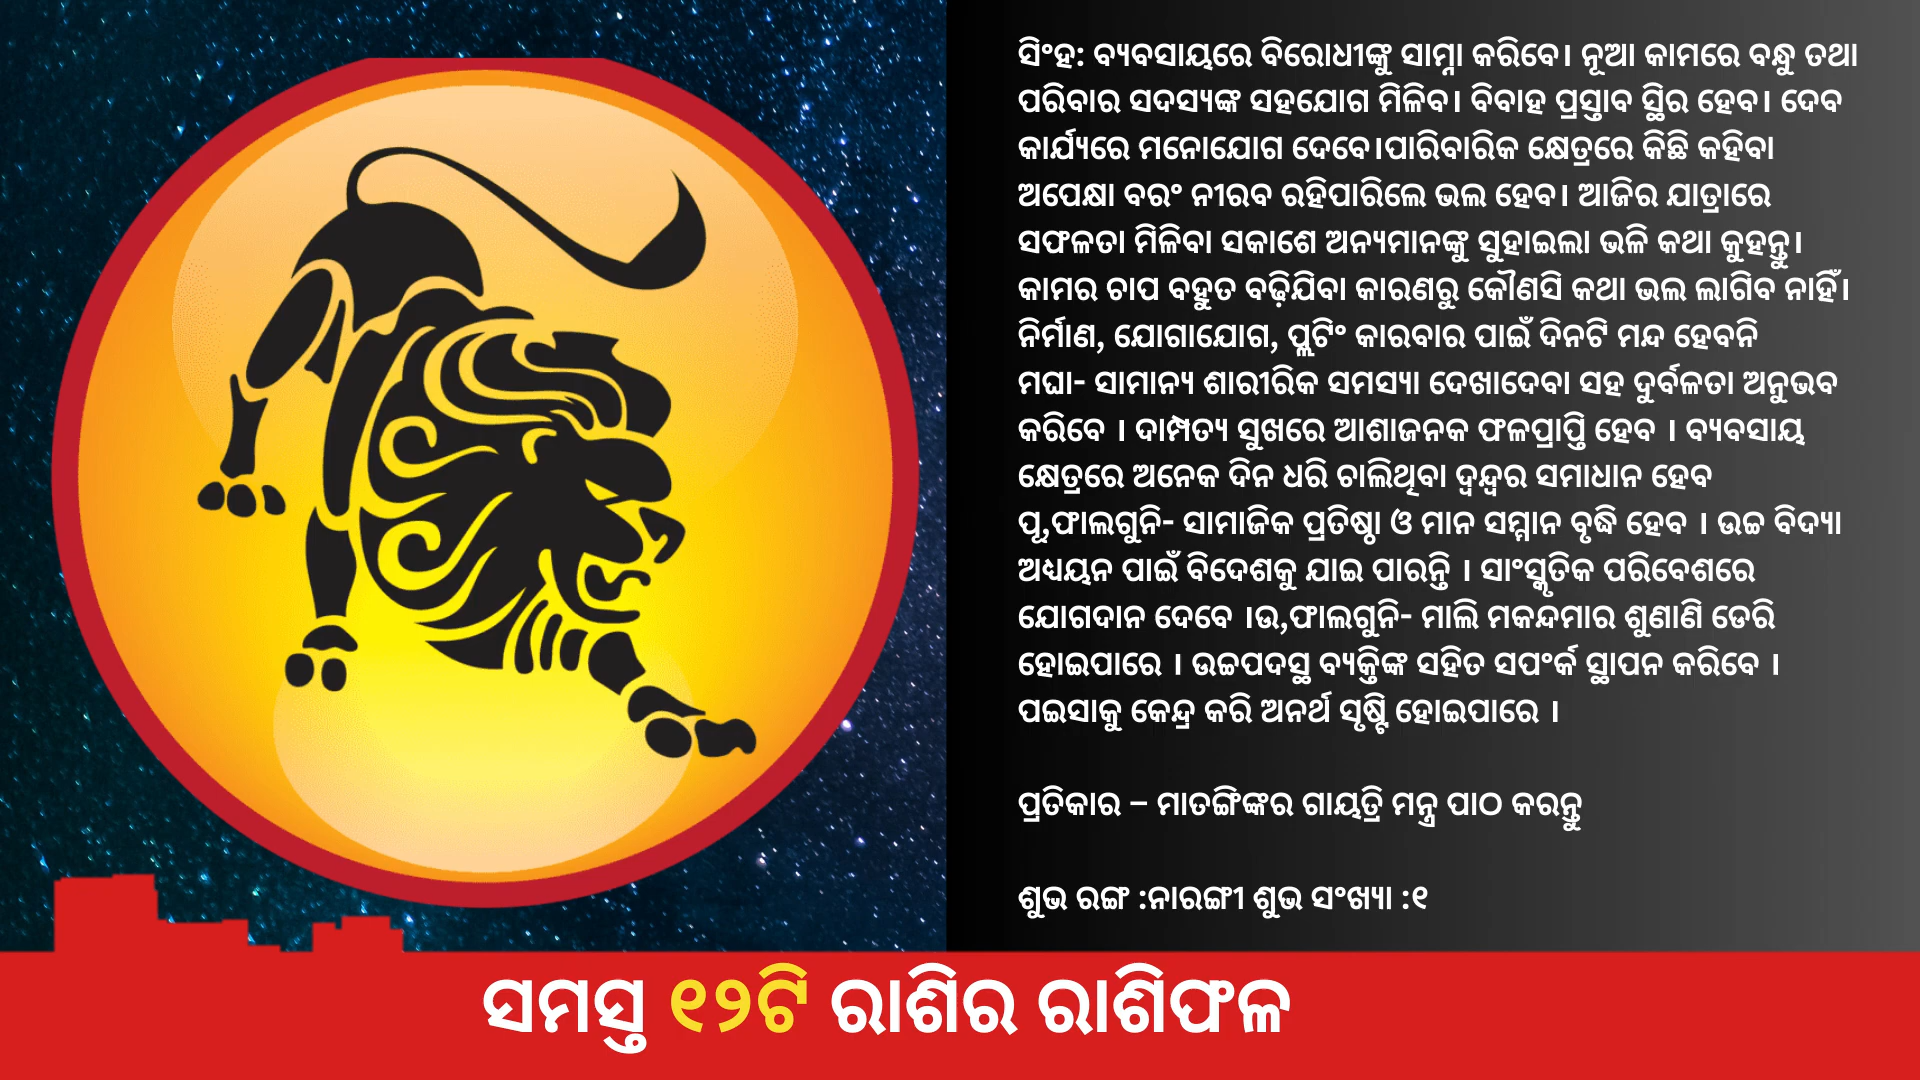 ସିଂହ: ବ୍ୟବସାୟରେ ବିରୋଧୀଙ୍କୁ ସାମ୍ନା କରିବେ। ନୂଆ କାମରେ ବନ୍ଧୁ ତଥା
ପରିବାର ସଦସ୍ୟଙ୍କ ସହଯୋଗ ମିଳିବ। ବିବାହ ପ୍ରସ୍ତାବ ସ୍ଥିର ହେବ। ଦେବ
କାର୍ଯ୍ୟରେ ମନୋଯୋଗ ଦେବେ।ପାରିବାରିକ କ୍ଷେତ୍ରରେ କିଛି କହିବା
ଅପେକ୍ଷା ବରଂ ନୀରବ ରହିପାରିଲେ ଭଲ ହେବ। ଆଜିର ଯାତ୍ରାରେ
ସଫଳତା ମିଳିବା ସକାଶେ ଅନ୍ୟମାନଙ୍କୁ ସୁହାଇଲା ଭଳି କଥା କୁହନ୍ତୁ।
କାମର ଚାପ ବହୁତ ବଢ଼ିଯିବା କାରଣରୁ କୌଣସି କଥା ଭଲ ଲାଗିବ ନାହିଁ।
ନିର୍ମାଣ, ଯୋଗାଯୋଗ, ପ୍ଲଟିଂ କାରବାର ପାଇଁ ଦିନଟି ମନ୍ଦ ହେବନି
ମଘା- ସାମାନ୍ୟ ଶାରୀରିକ ସମସ୍ୟା ଦେଖାଦେବା ସହ ଦୁର୍ବଳତା ଅନୁଭବ
କରିବେ । ଦାମ୍ପତ୍ୟ ସୁଖରେ ଆଶାଜନକ ଫଳପ୍ରାପ୍ତି ହେବ । ବ୍ୟବସାୟ
କ୍ଷେତ୍ରରେ ଅନେକ ଦିନ ଧରି ଚାଲିଥିବା ଦ୍ୱନ୍ଦ୍ୱର ସମାଧାନ ହେବ
ପୂ,ଫାଲଗୁନି- ସାମାଜିକ ପ୍ରତିଷ୍ଠା ଓ ମାନ ସମ୍ମାନ ବୃଦ୍ଧି ହେବ । ଉଚ୍ଚ ବିଦ୍ୟା
ଅଧ୍ୟୟନ ପାଇଁ ବିଦେଶକୁ ଯାଇ ପାରନ୍ତି । ସାଂସ୍କୃତିକ ପରିବେଶରେ
ଯୋଗଦାନ ଦେବେ ।ଉ,ଫାଲଗୁନି- ମାଲି ମକଦ୍ଦମାର ଶୁଣାଣି ଡେରି
ହୋଇପାରେ । ଉଚ୍ଚପଦସ୍ଥ ବ୍ୟକ୍ତିଙ୍କ ସହିତ ସପଂର୍କ ସ୍ଥାପନ କରିବେ ।
ପଇସାକୁ କେନ୍ଦ୍ର କରି ଅନର୍ଥ ସୃଷ୍ଟି ହୋଇପାରେ ।
ପ୍ରତିକାର – ମାତଙ୍ଗିଙ୍କର ଗାୟତ୍ରି ମନ୍ତ୍ର ପାଠ କରନ୍ତୁ
ଶୁଭ ରଙ୍ଗ :ନାରଙ୍ଗୀ ଶୁଭ ସଂଖ୍ୟା :୧
ସମସ୍ତ ୧୨ଟି ରାଶିର ରାଶିଫଳ